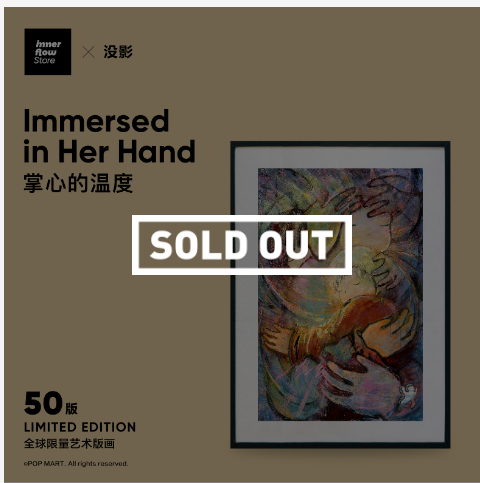 inner
flow
Store
× 没影
Immersed
in Her Hand
掌心的温度
SOLD OUT
50版
LIMITED EDITION
全球限量艺术版画
©POP MART. All rights reserved.